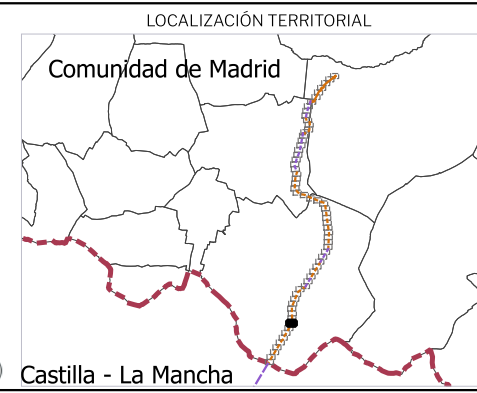 LOCALIZACIÓN TERRITORIAL
Comunidad de Madrid
Castilla - La Mancha